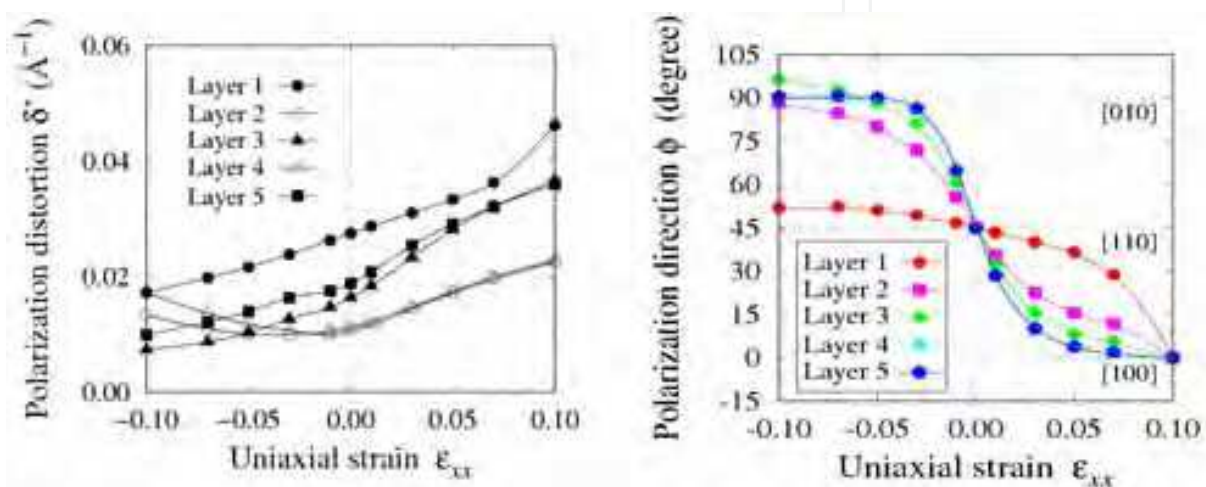 Polarization distortion δ* (Å⁻¹)
0.06
0.04
0.02
0.00
Layer 1
Layer 2
Layer 3
Layer 4
Layer 5
−0.10 −0.05 0.00 0.05 0.10
Uniaxial strain εxx
Polarization direction ϕ (degree)
105
90
75
60
45
30
15
0
-15
[010]
[110]
[100]
Layer 1
Layer 2
Layer 3
Layer 4
Layer 5
-0.10 -0.05 0.00 0.05 0.10
Uniaxial strain εxx